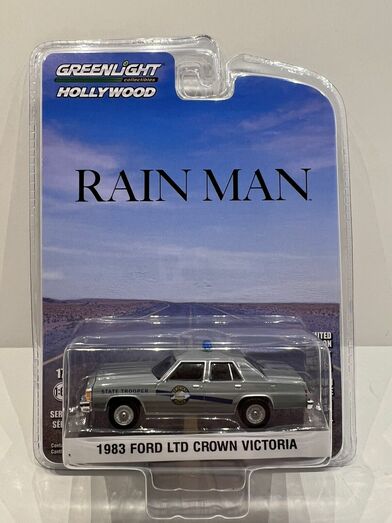 GREENLIGHT
collectibles
HOLLYWOOD
RAIN MAN
STATE TROOPER
1983 FORD LTD CROWN VICTORIA